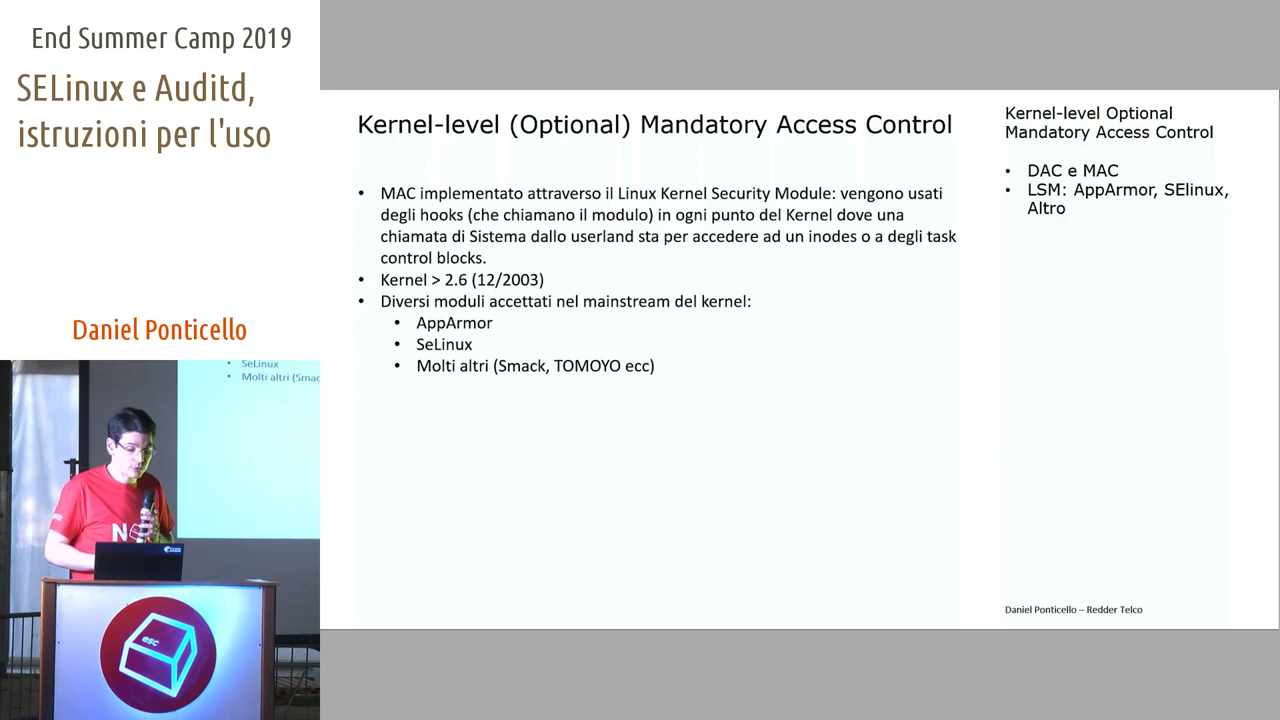 End Summer Camp 2019
SELinux e Auditd,
istruzioni per l'uso
Daniel Ponticello
Kernel-level (Optional) Mandatory Access Control
• MAC implementato attraverso il Linux Kernel Security Module: vengono usati
degli hooks (che chiamano il modulo) in ogni punto del Kernel dove una
chiamata di Sistema dallo userland sta per accedere ad un inodes o a degli task
control blocks.
• Kernel > 2.6 (12/2003)
• Diversi moduli accettati nel mainstream del kernel:
• AppArmor
• SeLinux
• Molti altri (Smack, TOMOYO ecc)
Kernel-level Optional
Mandatory Access Control
• DAC e MAC
• LSM: AppArmor, SElinux,
Altro
Daniel Ponticello – Redder Telco
• SeLinux
• Molti altri (Smac
esc